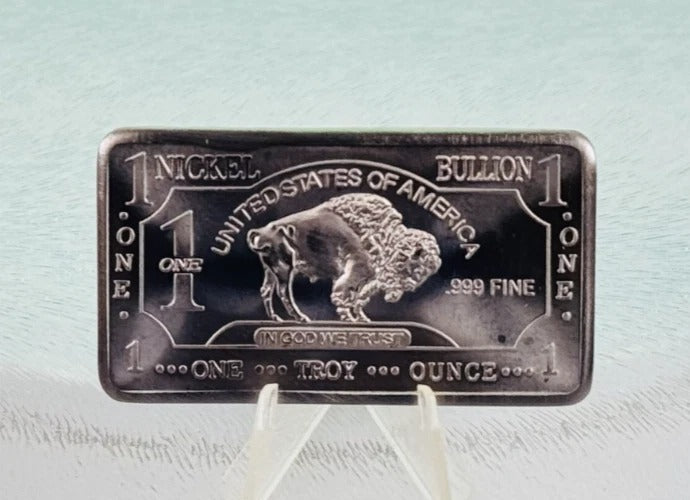 1 NICKEL BULLION 1
UNITED STATES OF AMERICA
· ONE ·
1
ONE
.999 FINE
· ONE ·
IN GOD WE TRUST
1 ••• ONE ••• TROY ••• OUNCE ••• 1